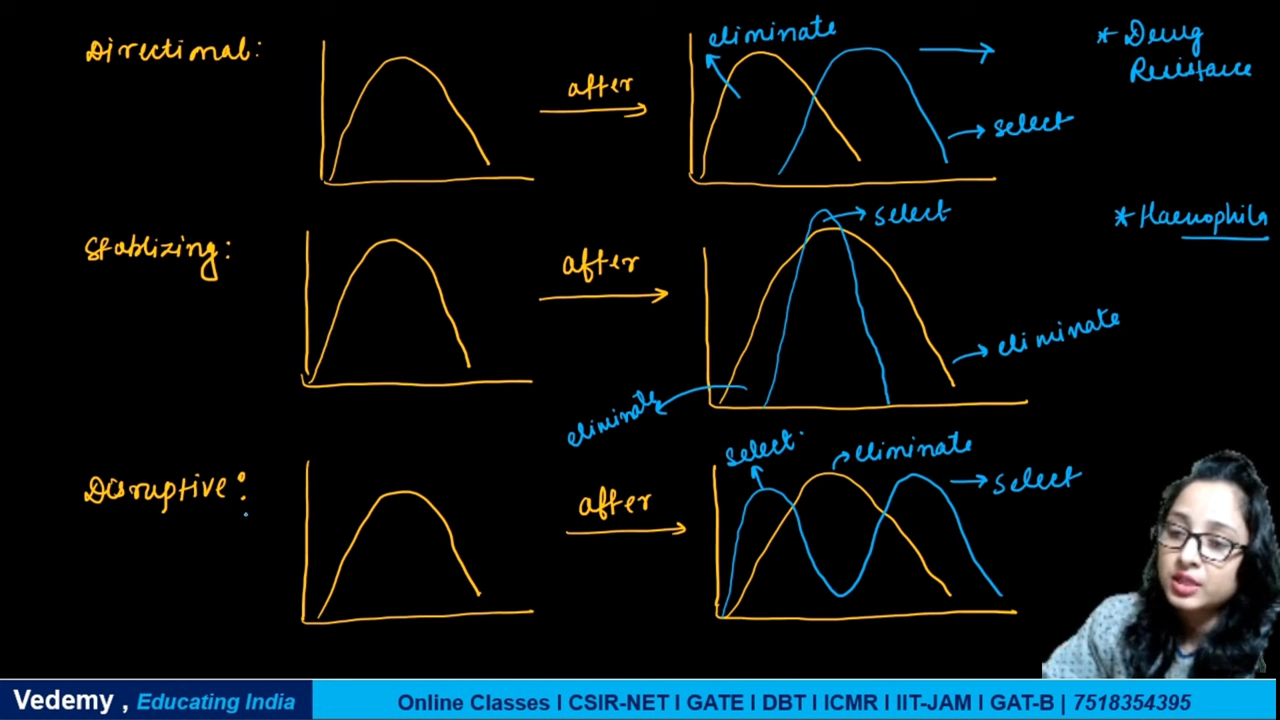 Directional:
after
eliminate
select
* Drug
Resistance
Stablizing:
after
select
eliminate
eliminate
* Haemophila
Disruptive:
after
select
eliminate
select
Vedemy , Educating India
Online Classes I CSIR-NET I GATE I DBT I ICMR I IIT-JAM I GAT-B | 7518354395